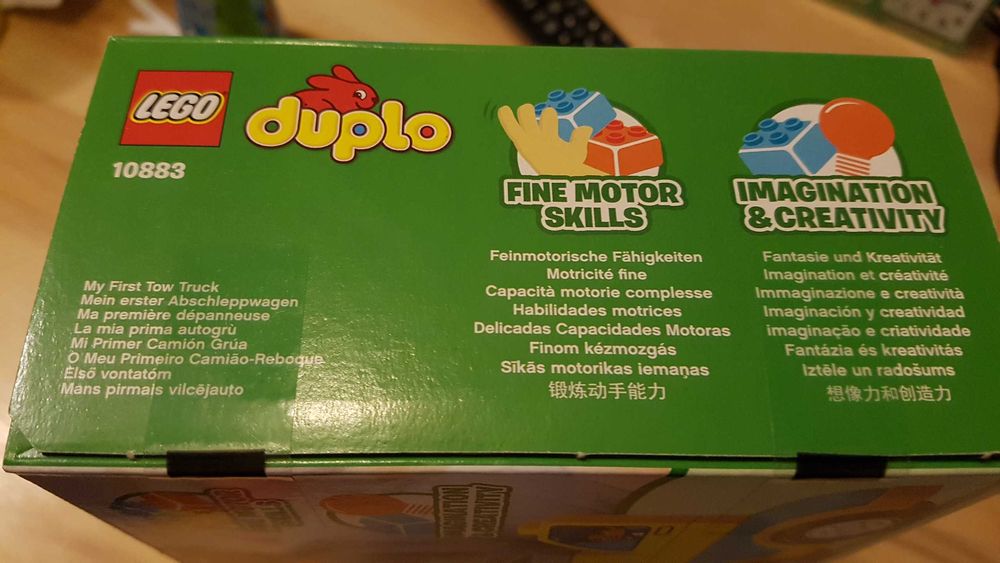 LEGO
duplo
10883
My First Tow Truck
Mein erster Abschleppwagen
Ma première dépanneuse
La mia prima autogrù
Mi Primer Camión Grúa
O Meu Primeiro Camião-Reboque
Első vontatóm
Mans pirmais vilcējauto
FINE MOTOR
SKILLS
Feinmotorische Fähigkeiten
Motricité fine
Capacità motorie complesse
Habilidades motrices
Delicadas Capacidades Motoras
Finom kézmozgás
Sīkās motorikas iemaņas
锻炼动手能力
IMAGINATION
& CREATIVITY
Fantasie und Kreativität
Imagination et créativité
Immaginazione e creatività
Imaginación y creatividad
imaginação e criatividade
Fantázia és kreativitás
Iztēle un radošums
想像力和创造力
IMAGINATION
& CREATIVITY